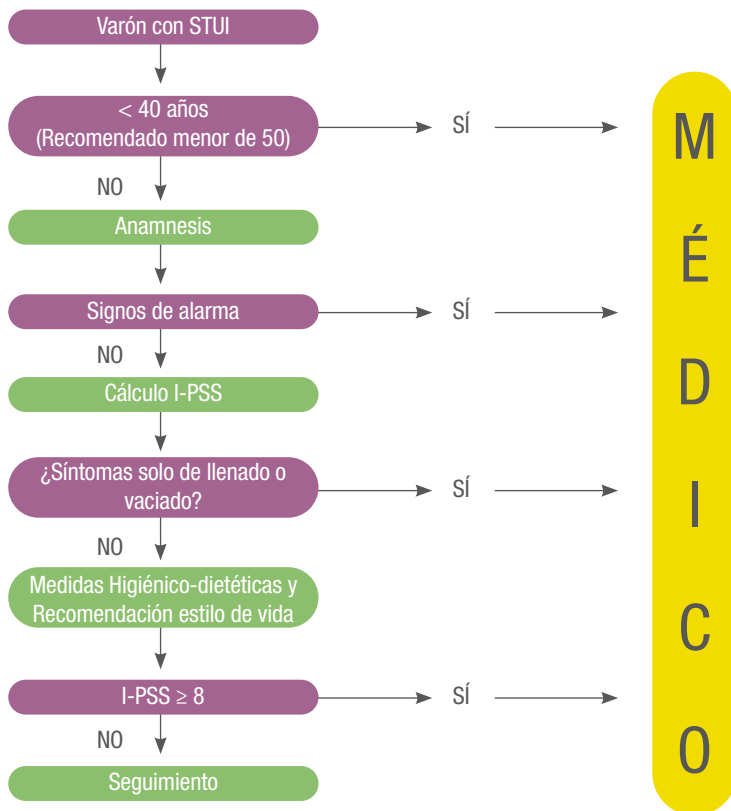 Varón con STUI
< 40 años
(Recomendado menor de 50)
SÍ
NO
Anamnesis
Signos de alarma
SÍ
NO
Cálculo I-PSS
¿Síntomas solo de llenado o
vaciado?
SÍ
NO
Medidas Higiénico-dietéticas y
Recomendación estilo de vida
I-PSS ≥ 8
SÍ
NO
Seguimiento
M
É
D
I
C
O